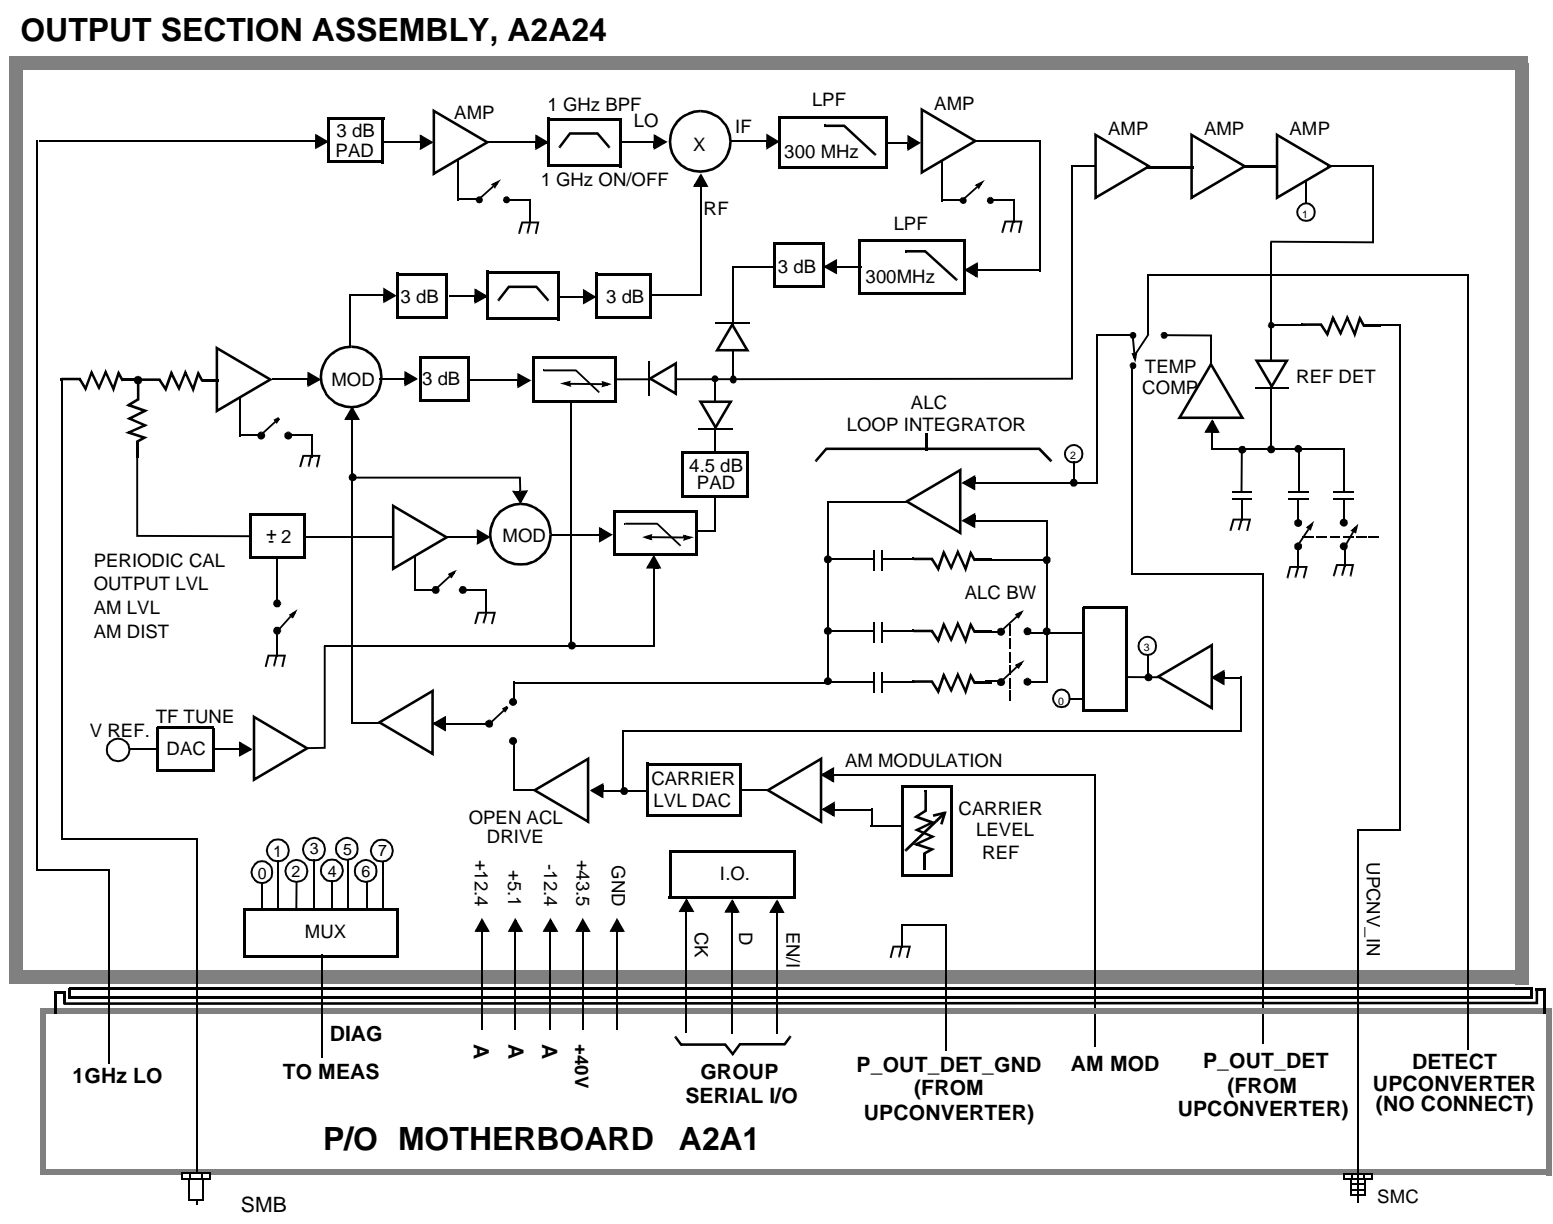 OUTPUT SECTION ASSEMBLY, A2A24
3 dB
PAD
AMP
1 GHz BPF
LO
1 GHz ON/OFF
X
IF
RF
LPF
300 MHz
AMP
AMP
AMP
AMP
1
LPF
300MHz
3 dB
3 dB
3 dB
MOD
3 dB
TEMP
COMP
REF DET
ALC
LOOP INTEGRATOR
2
4.5 dB
PAD
MOD
± 2
PERIODIC CAL
OUTPUT LVL
AM LVL
AM DIST
ALC BW
3
0
TF TUNE
V REF.
DAC
AM MODULATION
CARRIER
LVL DAC
OPEN ACL
DRIVE
CARRIER
LEVEL
REF
0
1
2
3
4
5
6
7
MUX
+12.4
+5.1
-12.4
+43.5
GND
I.O.
CK
D
EN/I
UPCNV_IN
DIAG
TO MEAS
1GHz LO
A
A
A
+40V
GROUP
SERIAL I/O
P_OUT_DET_GND
(FROM
UPCONVERTER)
AM MOD
P_OUT_DET
(FROM
UPCONVERTER)
DETECT
UPCONVERTER
(NO CONNECT)
P/O MOTHERBOARD A2A1
SMB
SMC